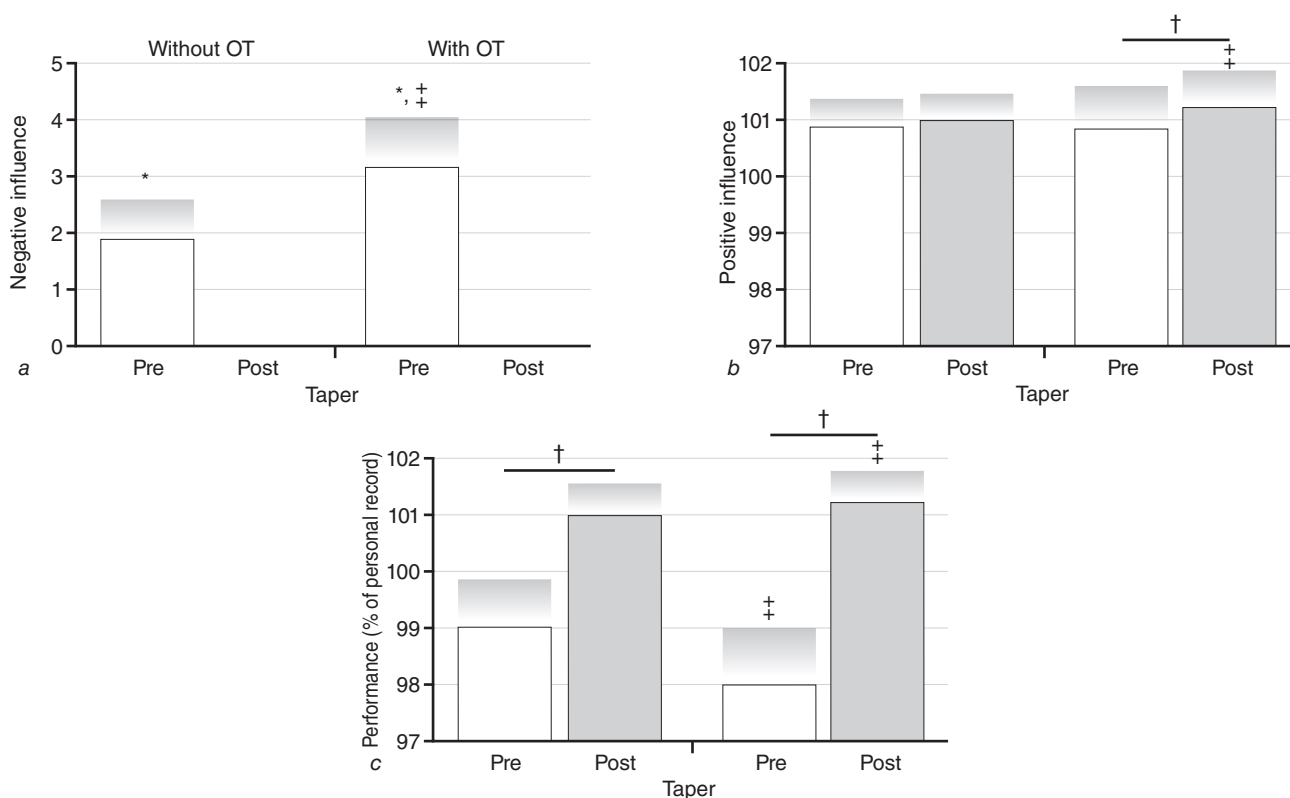 Without OT With OT
Negative influence
5
4
3
2
1
0
*
*, ‡
Pre Post Pre Post
Taper
a
†
‡
Positive influence
102
101
100
99
98
97
Pre Post Pre Post
Taper
b
†
†
‡
‡
Performance (% of personal record)
102
101
100
99
98
97
Pre Post Pre Post
Taper
c